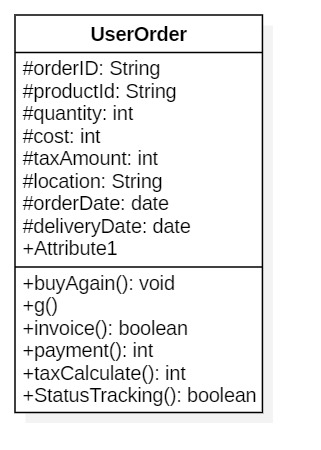 UserOrder
#orderID: String
#productId: String
#quantity: int
#cost: int
#taxAmount: int
#location: String
#orderDate: date
#deliveryDate: date
+Attribute1
+buyAgain(): void
+g()
+invoice(): boolean
+payment(): int
+taxCalculate(): int
+StatusTracking(): boolean